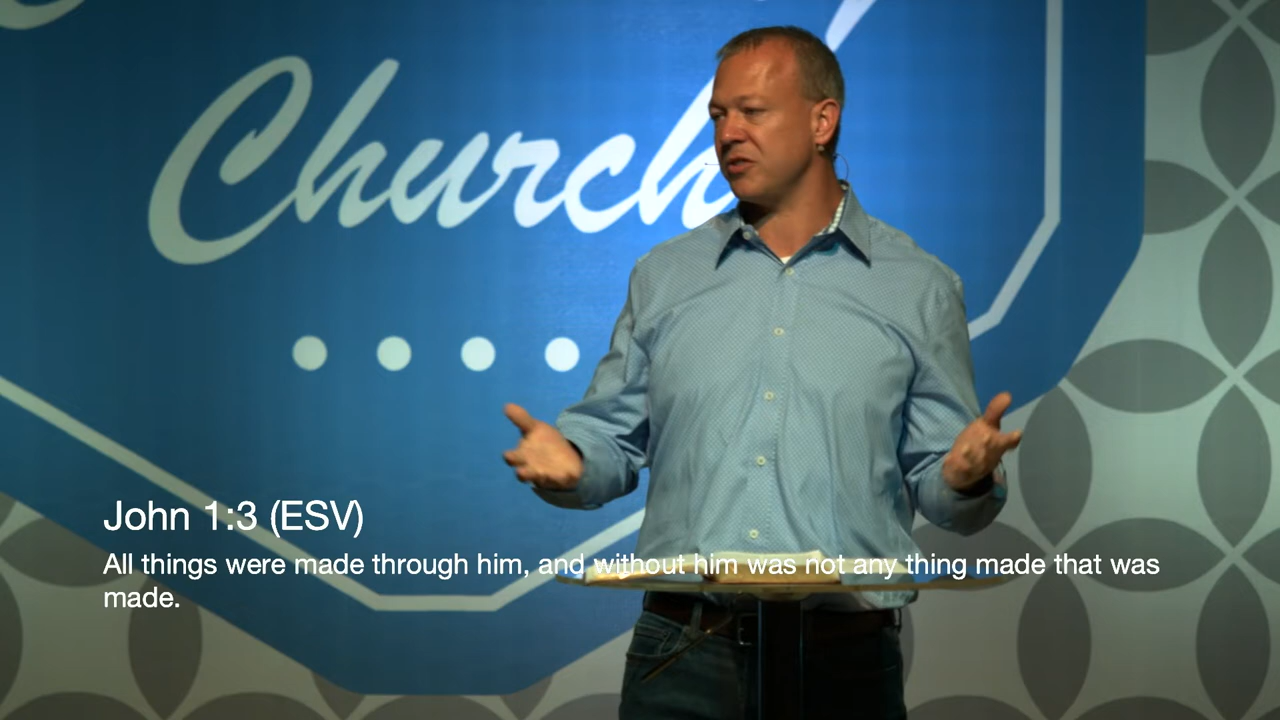 Church
John 1:3 (ESV)
All things were made through him, and without him was not any thing made that was
made.